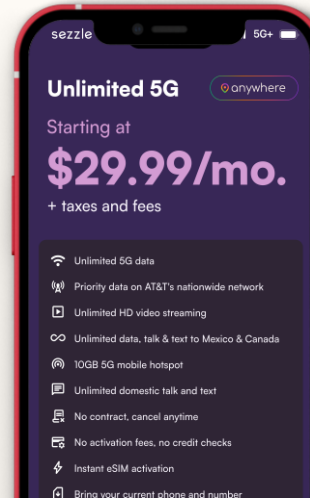 sezzle
5G+
Unlimited 5G
anywhere
Starting at
$29.99/mo.
+ taxes and fees
Unlimited 5G data
Priority data on AT&T's nationwide network
Unlimited HD video streaming
Unlimited data, talk & text to Mexico & Canada
10GB 5G mobile hotspot
Unlimited domestic talk and text
No contract, cancel anytime
No activation fees, no credit checks
Instant eSIM activation
Bring your current phone and number